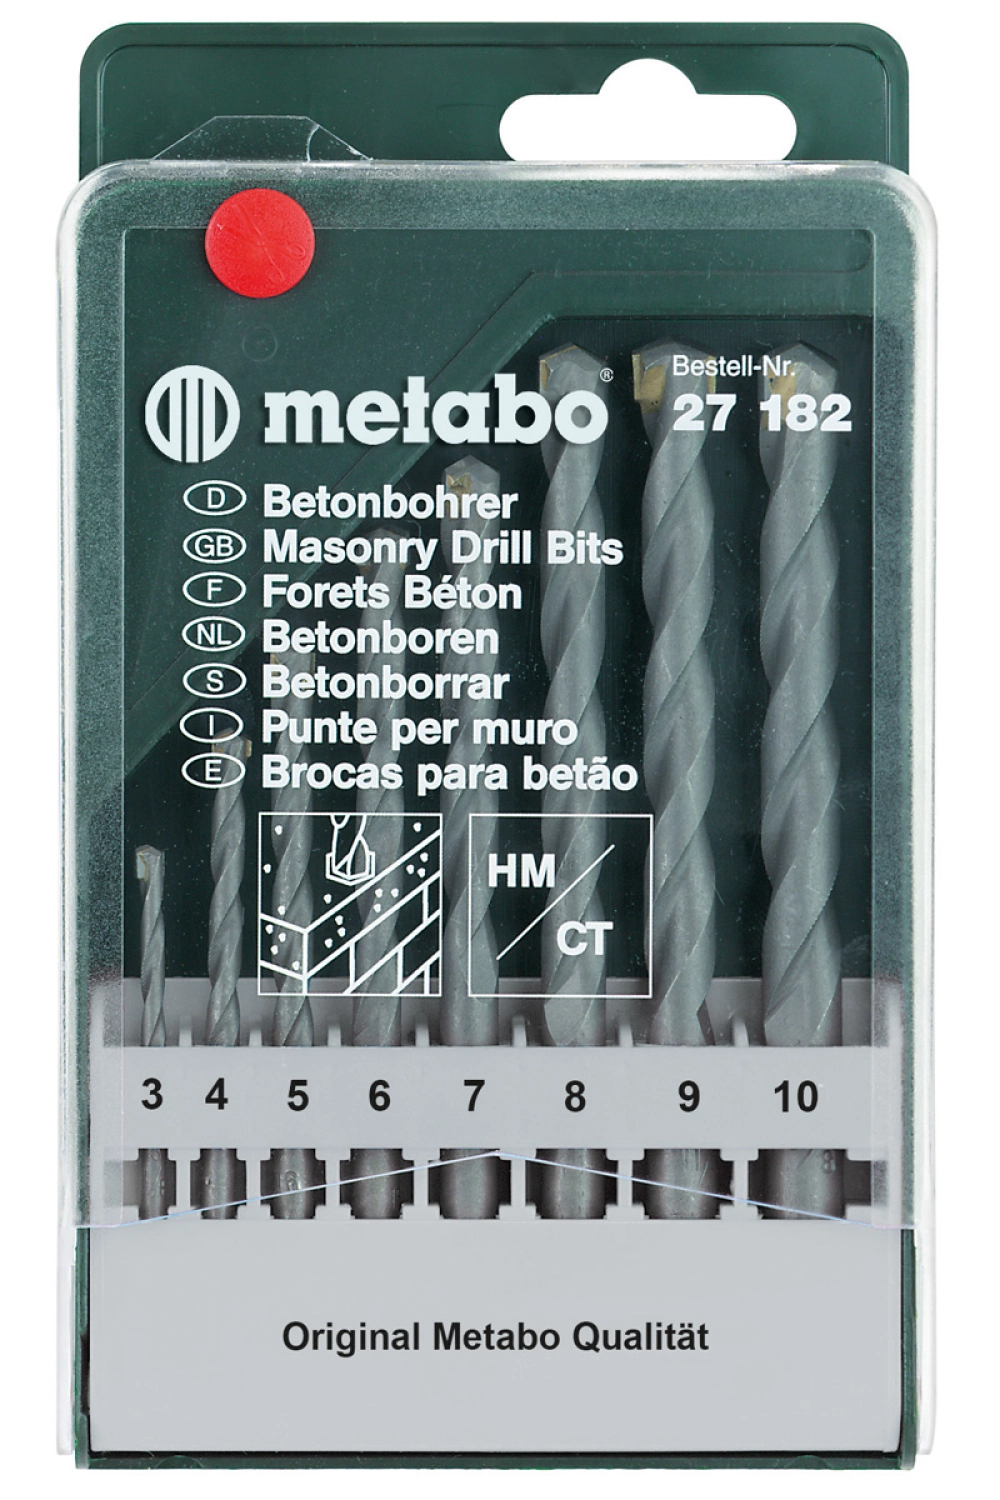 metabo®
Bestell-Nr.
27 182
D Betonbohrer
GB Masonry Drill Bits
F Forets Béton
NL Betonboren
S Betonborrar
I Punte per muro
E Brocas para betão
HM/CT
3 4 5 6 7 8 9 10
Original Metabo Qualität